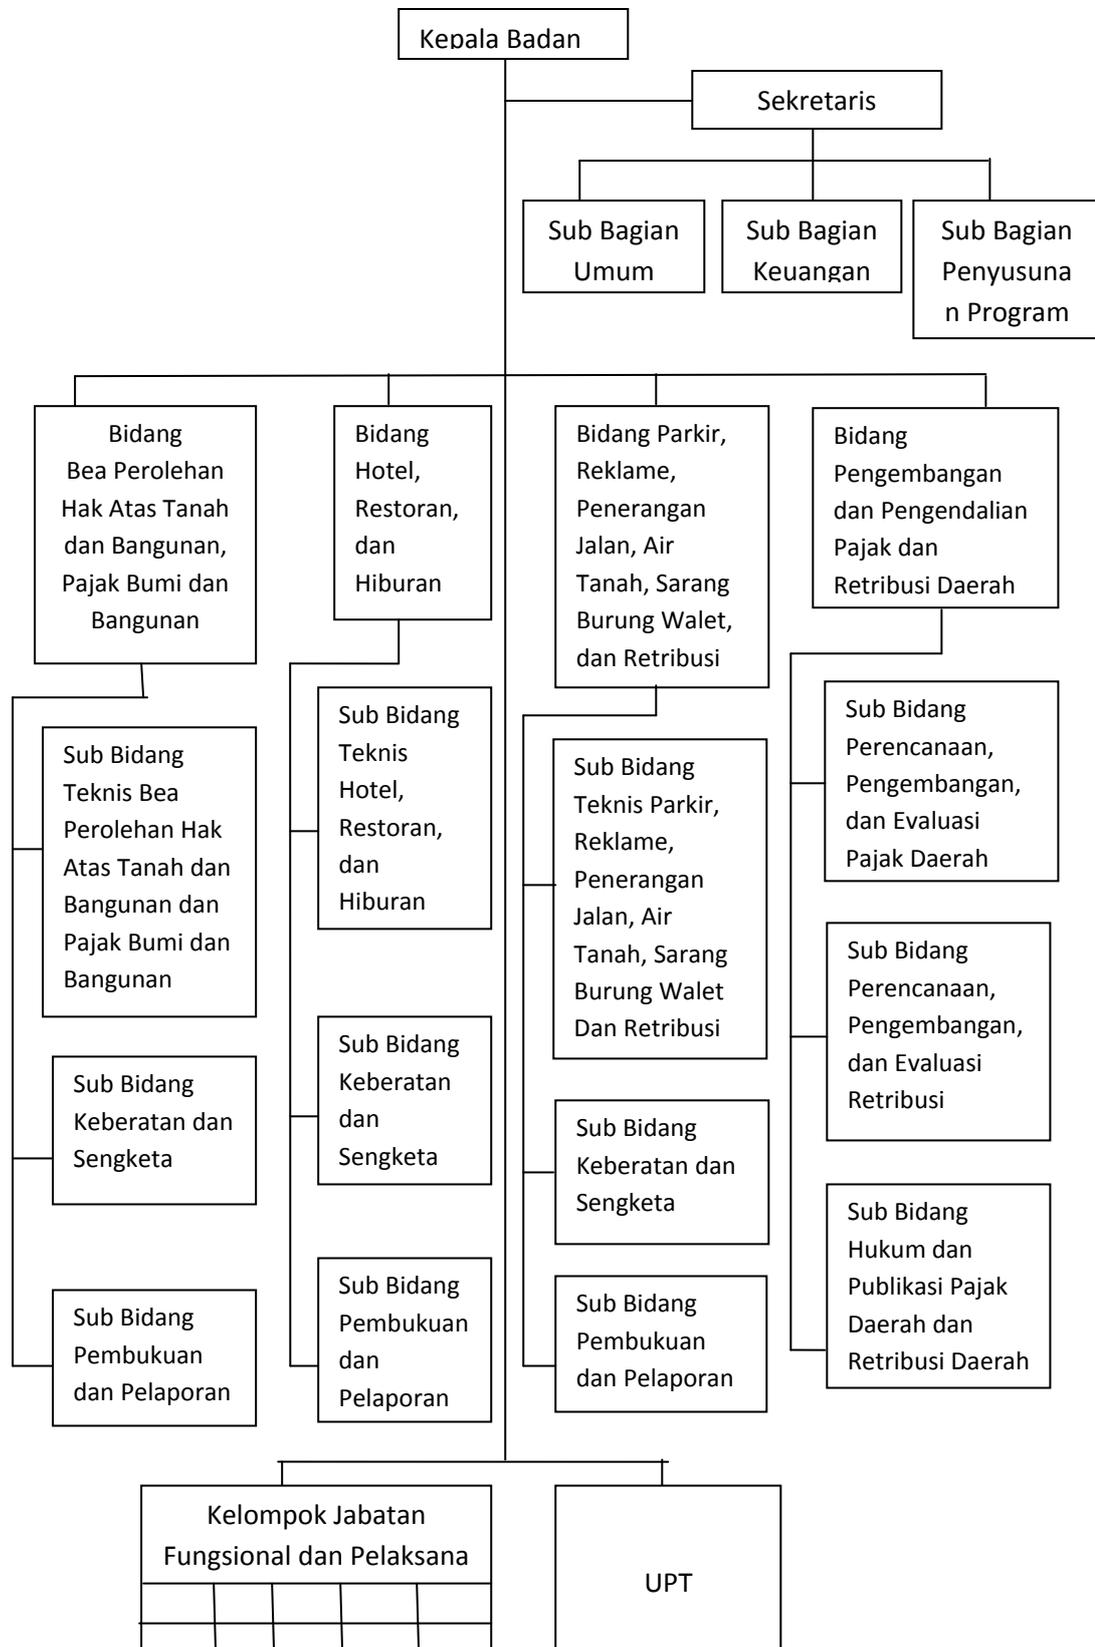 Kepala Badan
Sekretaris
Sub Bagian
Umum
Sub Bagian
Keuangan
Sub Bagian
Penyusuna
n Program
Bidang
Bea Perolehan
Hak Atas Tanah
dan Bangunan,
Pajak Bumi dan
Bangunan
Bidang
Hotel,
Restoran,
dan
Hiburan
Bidang Parkir,
Reklame,
Penerangan
Jalan, Air
Tanah, Sarang
Burung Walet,
dan Retribusi
Bidang
Pengembangan
dan Pengendalian
Pajak dan
Retribusi Daerah
Sub Bidang
Teknis Bea
Perolehan Hak
Atas Tanah dan
Bangunan dan
Pajak Bumi dan
Bangunan
Sub Bidang
Keberatan dan
Sengketa
Sub Bidang
Pembukuan
dan Pelaporan
Sub Bidang
Teknis
Hotel,
Restoran,
dan
Hiburan
Sub Bidang
Keberatan
dan
Sengketa
Sub Bidang
Pembukuan
dan
Pelaporan
Sub Bidang
Teknis Parkir,
Reklame,
Penerangan
Jalan, Air
Tanah, Sarang
Burung Walet
Dan Retribusi
Sub Bidang
Keberatan dan
Sengketa
Sub Bidang
Pembukuan
dan Pelaporan
Sub Bidang
Perencanaan,
Pengembangan,
dan Evaluasi
Pajak Daerah
Sub Bidang
Perencanaan,
Pengembangan,
dan Evaluasi
Retribusi
Sub Bidang
Hukum dan
Publikasi Pajak
Daerah dan
Retribusi Daerah
Kelompok Jabatan
Fungsional dan Pelaksana
UPT